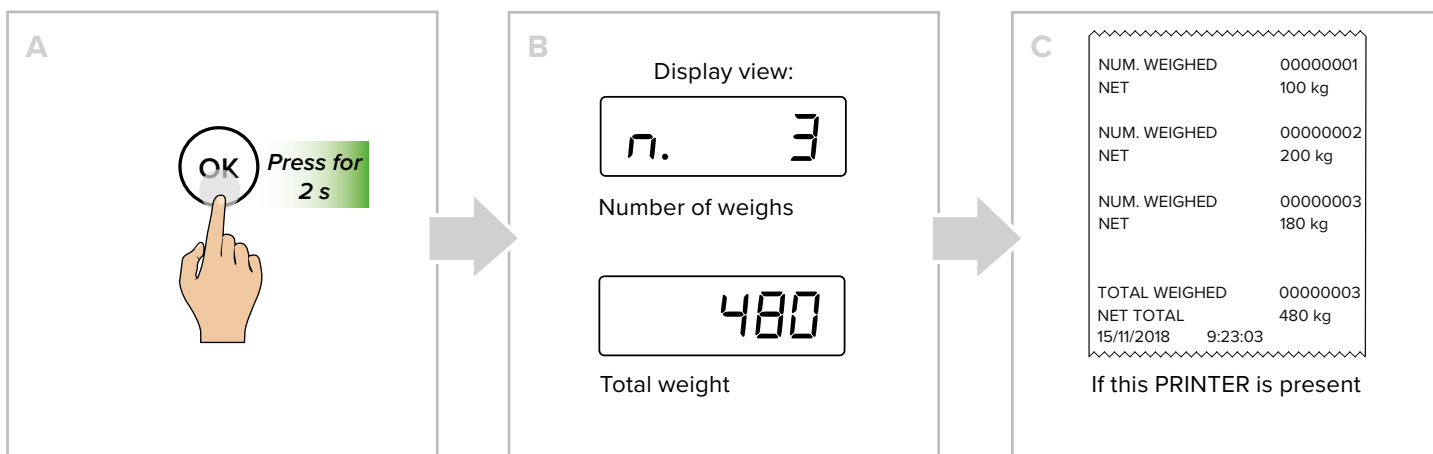 A
OK
Press for
2 s
B
Display view:
n. 3
Number of weighs
480
Total weight
C
NUM. WEIGHED 00000001
NET 100 kg
NUM. WEIGHED 00000002
NET 200 kg
NUM. WEIGHED 00000003
NET 180 kg
TOTAL WEIGHED 00000003
NET TOTAL 480 kg
15/11/2018 9:23:03
If this PRINTER is present